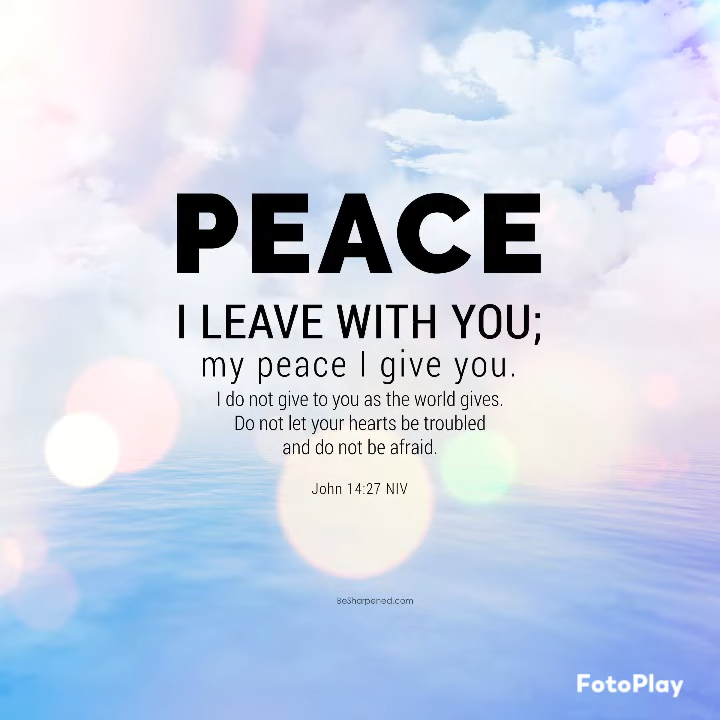 PEACE
I LEAVE WITH YOU;
my peace I give you.
I do not give to you as the world gives.
Do not let your hearts be troubled
and do not be afraid.
John 14:27 NIV
BeSharpened.com
FotoPlay